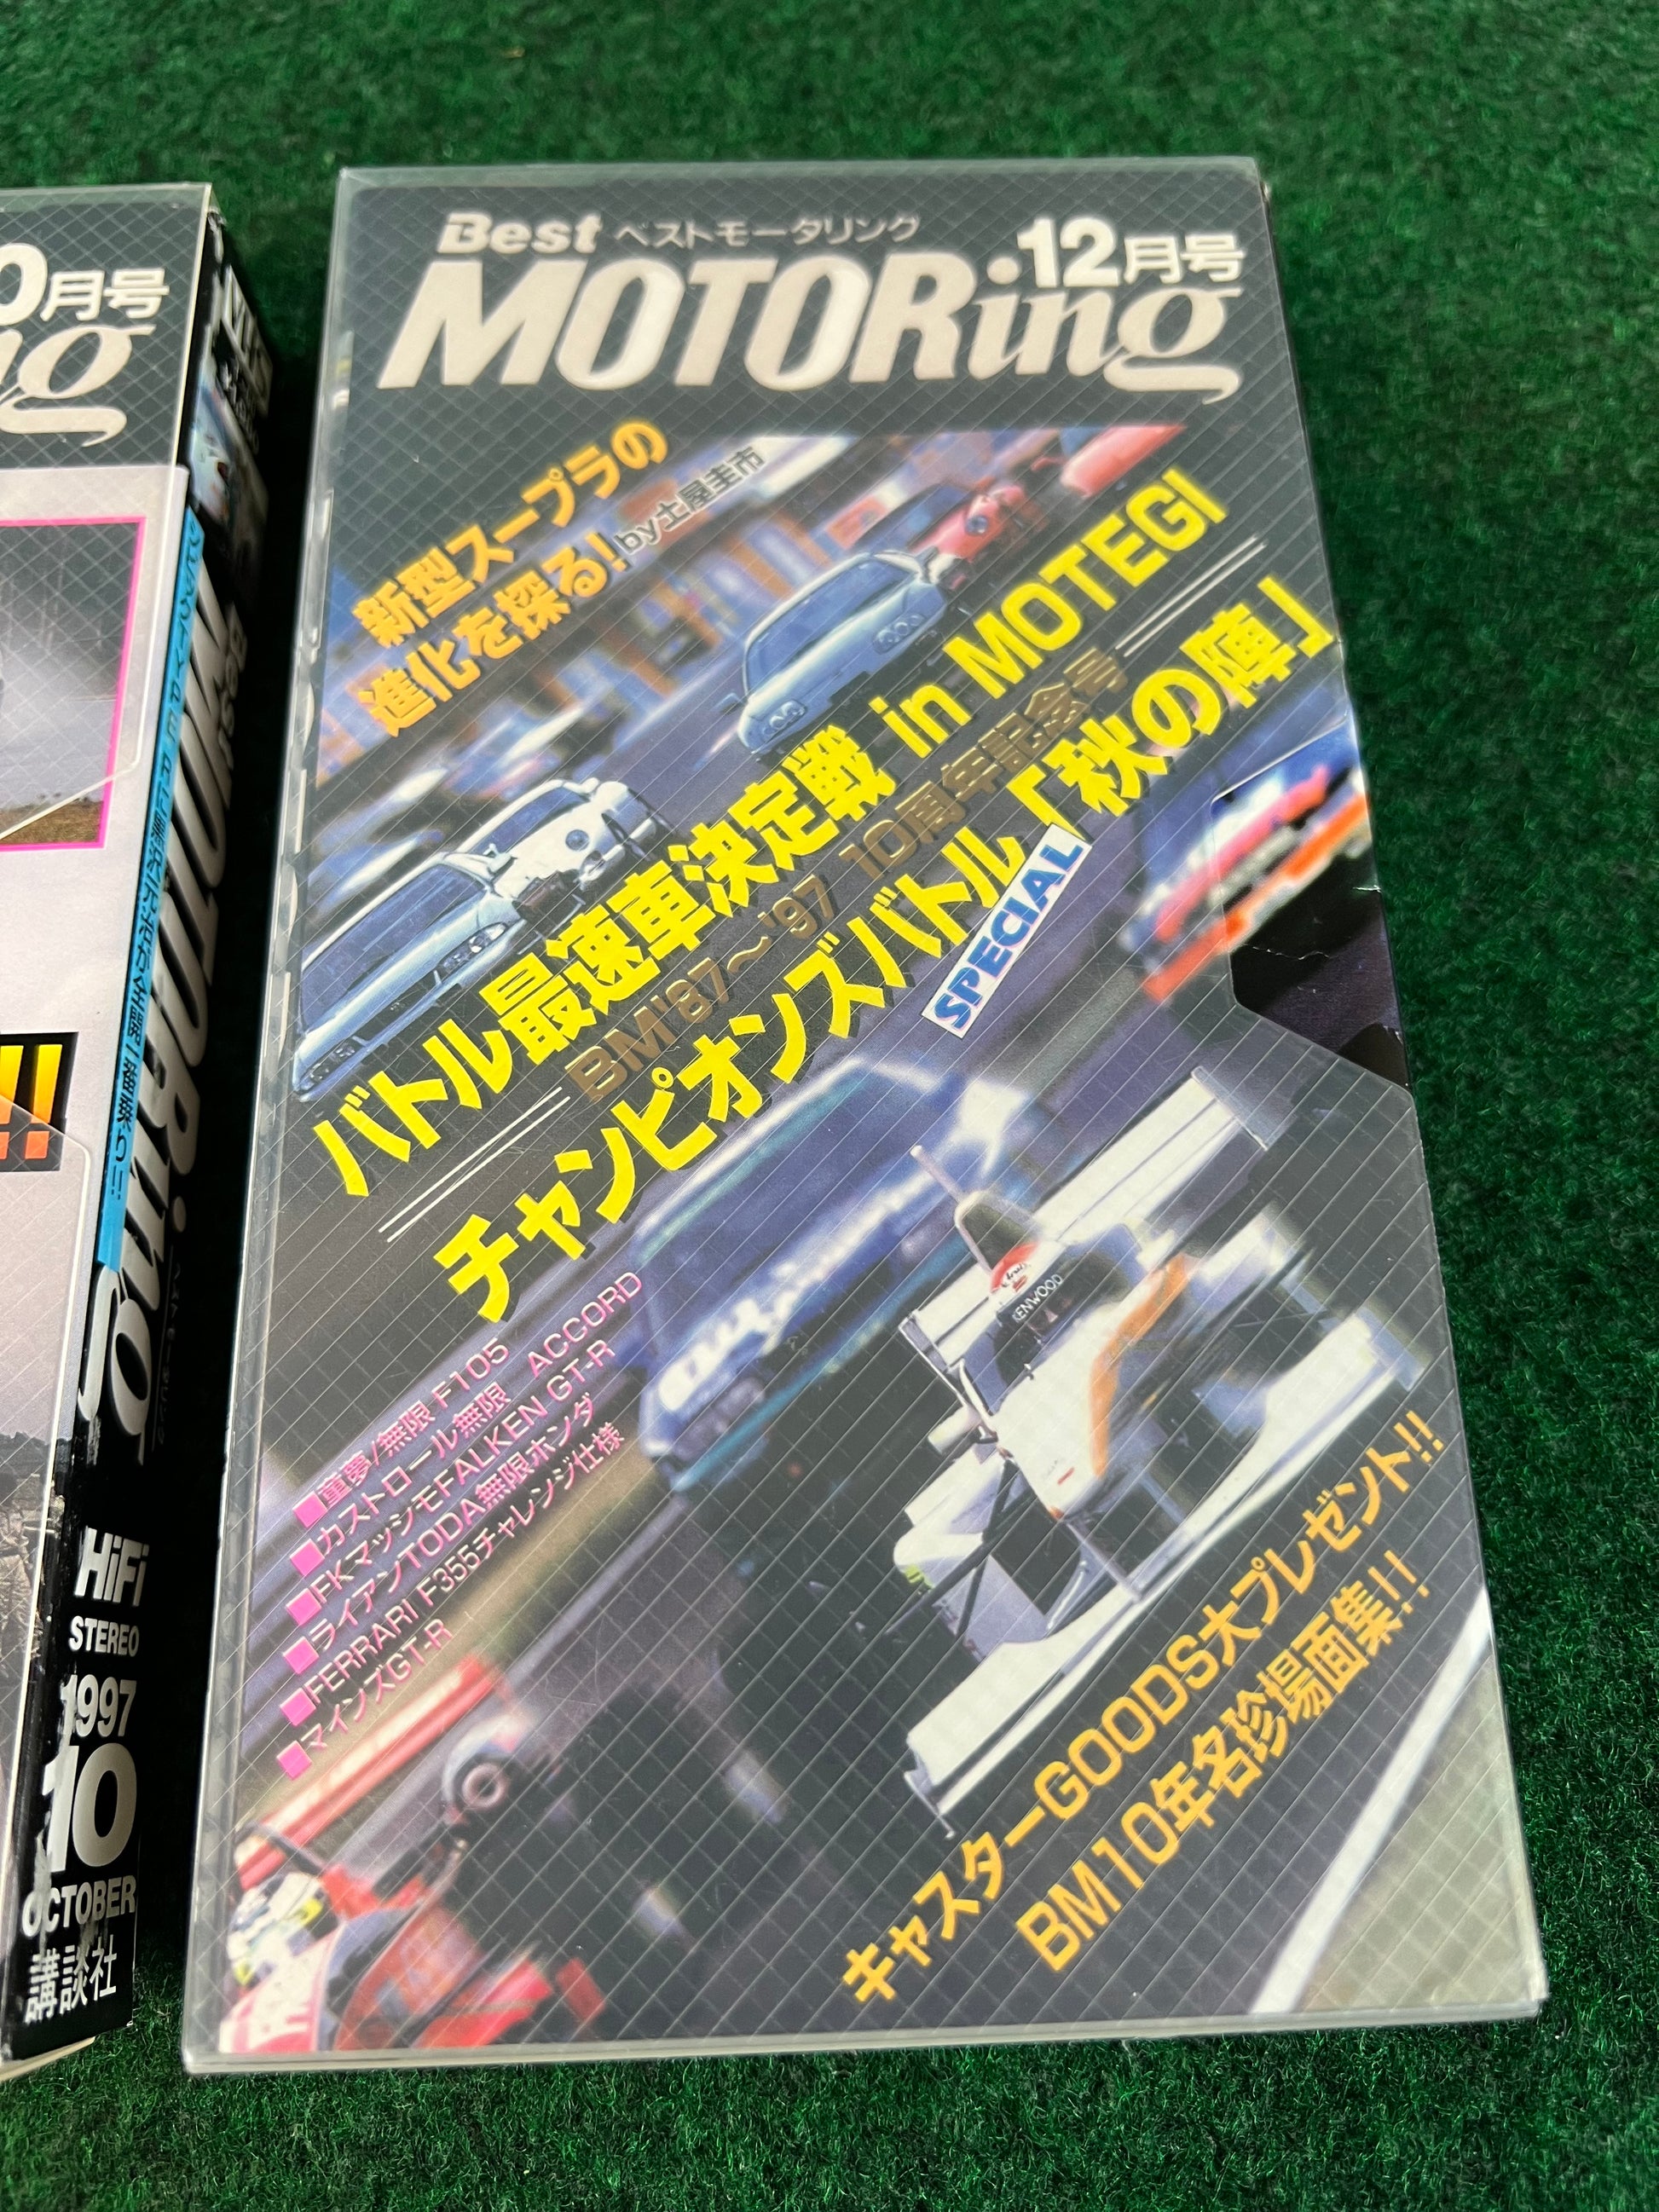 Best ベストモータリング
12月号
MOTORing
新型スープラの
進化を探る!by土屋圭市
バトル最速車決定戦 in MOTEGI
BM'87~'97 10周年記念号
チャンピオンズバトル「秋の陣」
SPECIAL
■童夢/無限 F105
■カストロール無限 ACCORD
■FKマッシモFALKEN GT-R
■ライアンTODA無限ホンダ
■FERRARI F355チャレンジ仕様
■マインズGT-R
KENWOOD
キャスターGOODS大プレゼント!!
BM10年名珍場面集!!
0月号
ng
!!
Best
MOTORing
HiFi
STEREO
1997
10
OCTOBER
講談社